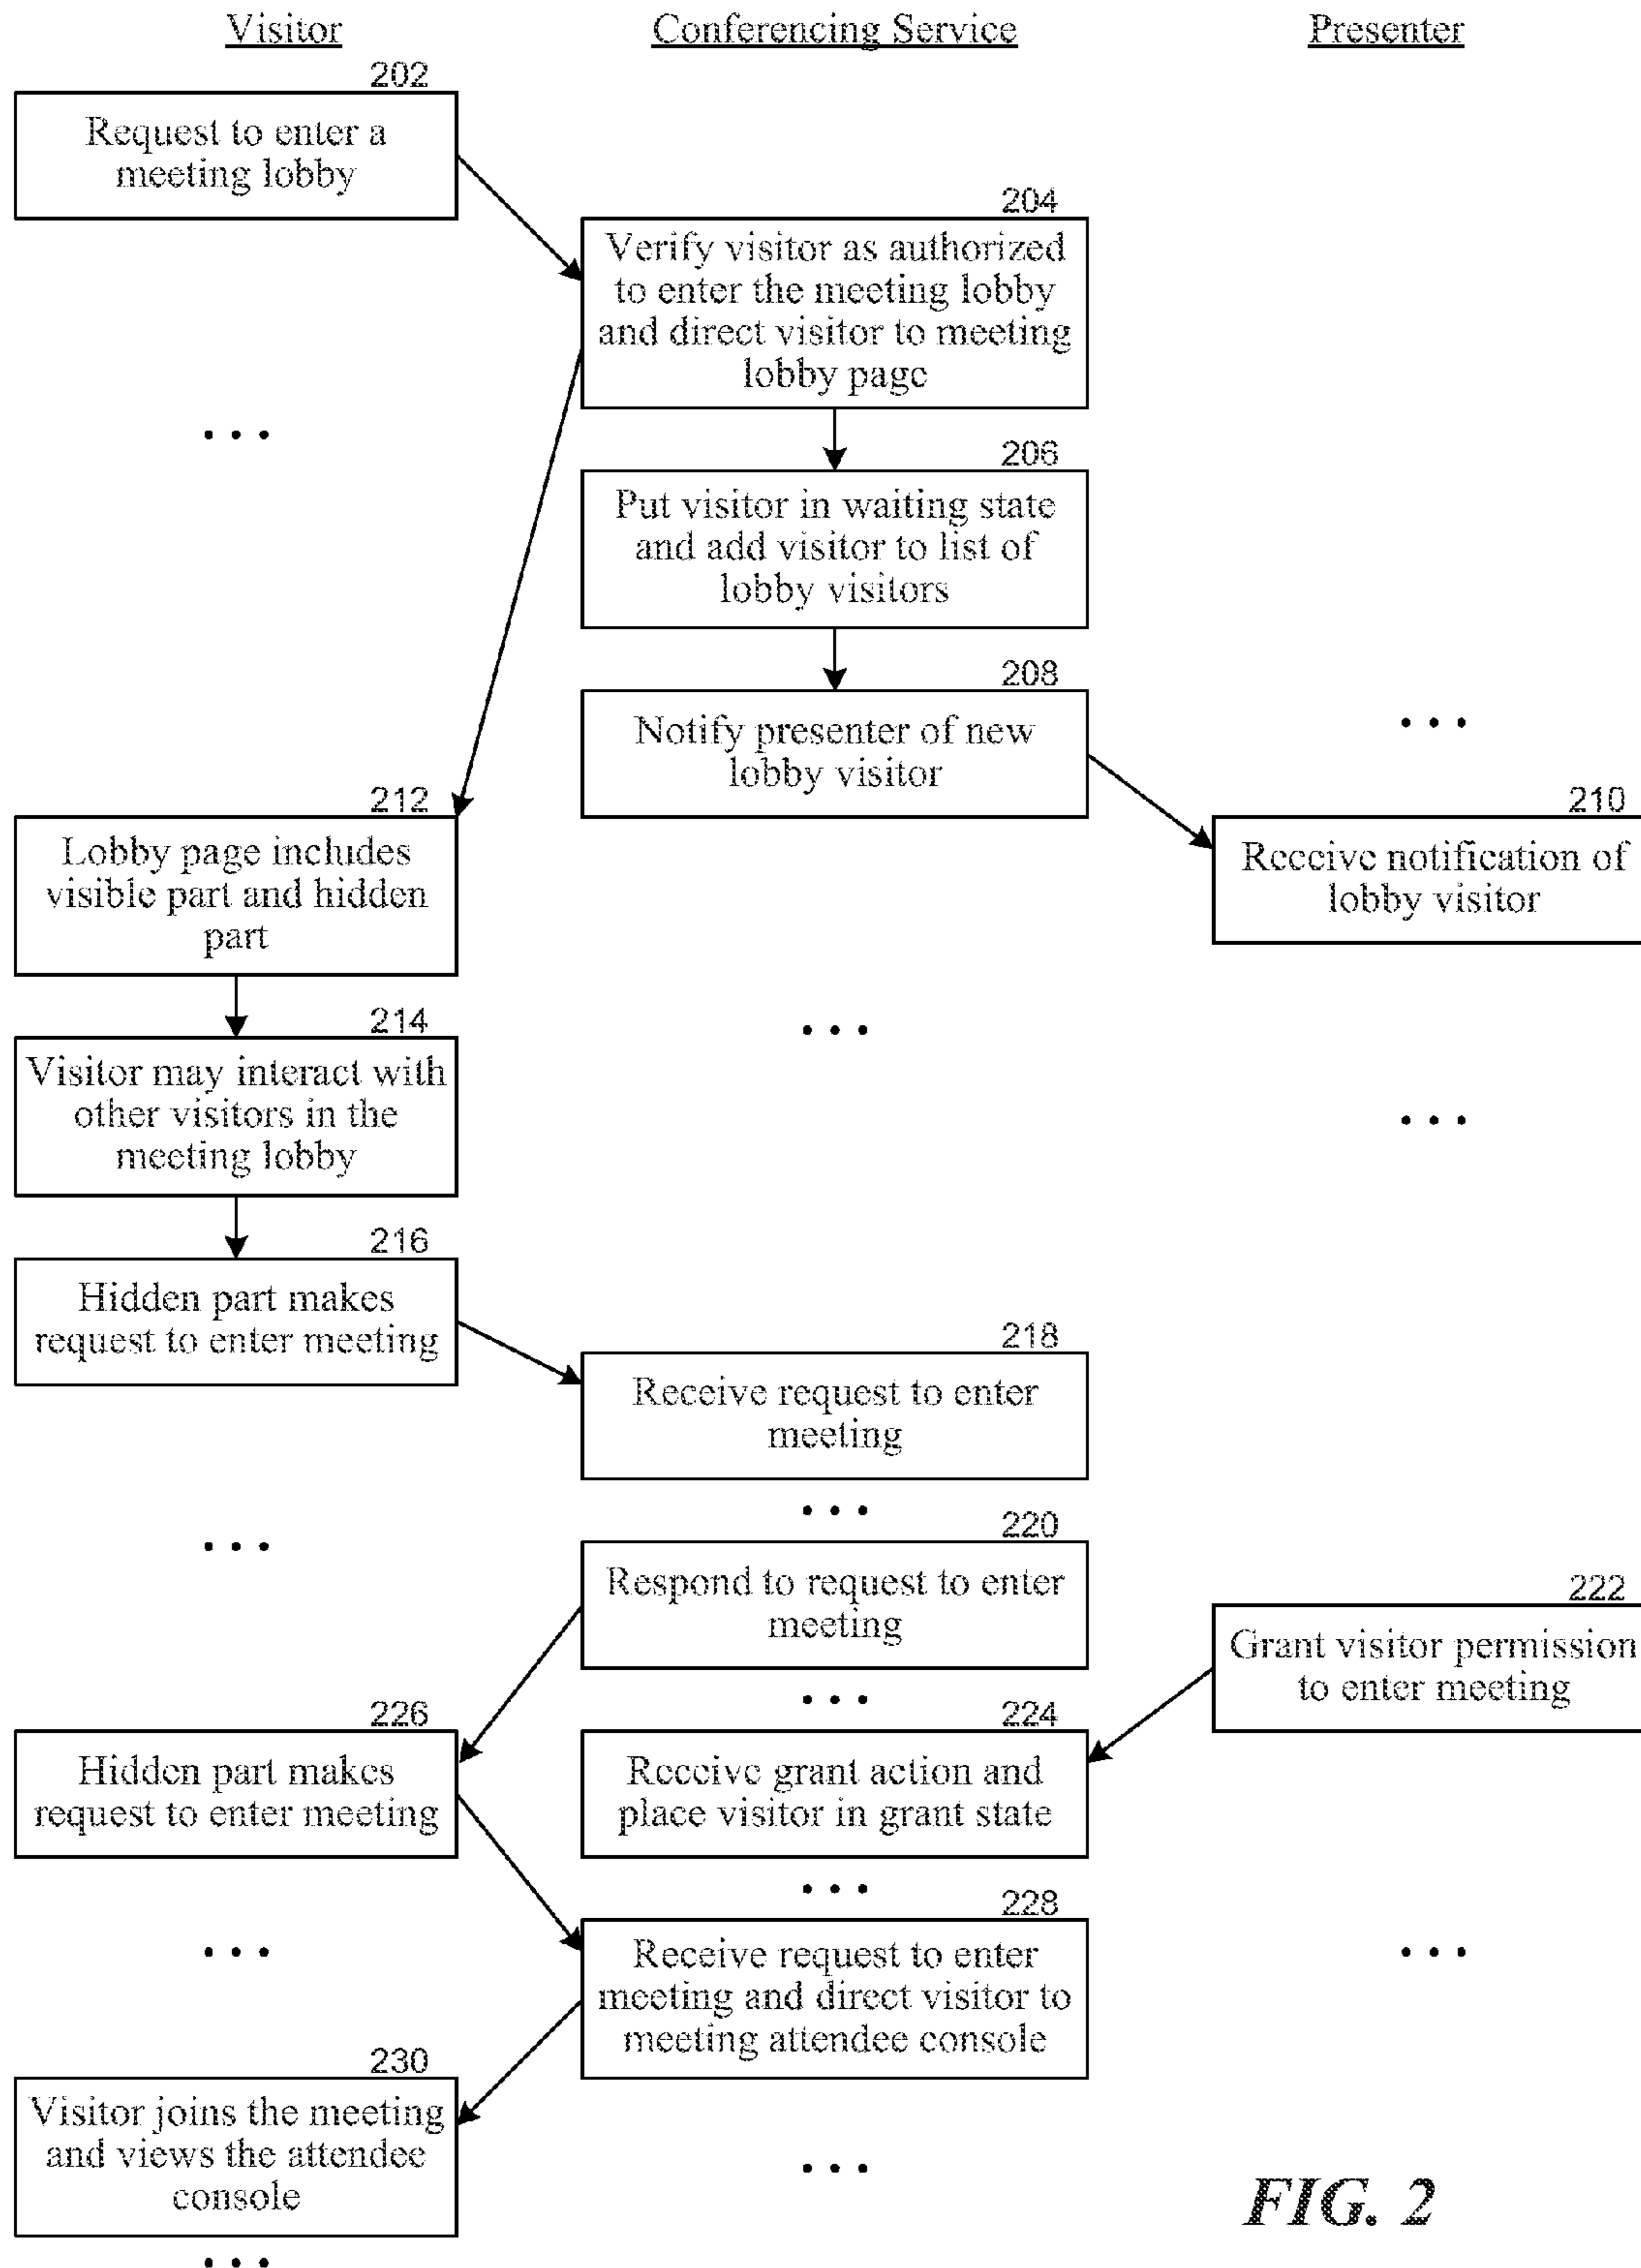 Visitor
Conferencing Service
Presenter
202
Request to enter a
meeting lobby
204
Verify visitor as authorized
to enter the meeting lobby
and direct visitor to meeting
lobby page
...
206
Put visitor in waiting state
and add visitor to list of
lobby visitors
208
Notify presenter of new
lobby visitor
...
210
Receive notification of
lobby visitor
212
Lobby page includes
visible part and hidden
part
...
214
Visitor may interact with
other visitors in the
meeting lobby
...
216
Hidden part makes
request to enter meeting
218
Receive request to enter
meeting
...
...
220
Respond to request to enter
meeting
222
Grant visitor permission
to enter meeting
...
224
Receive grant action and
place visitor in grant state
226
Hidden part makes
request to enter meeting
...
228
Receive request to enter
meeting and direct visitor to
meeting attendee console
...
...
230
Visitor joins the meeting
and views the attendee
console
...
...
FIG. 2